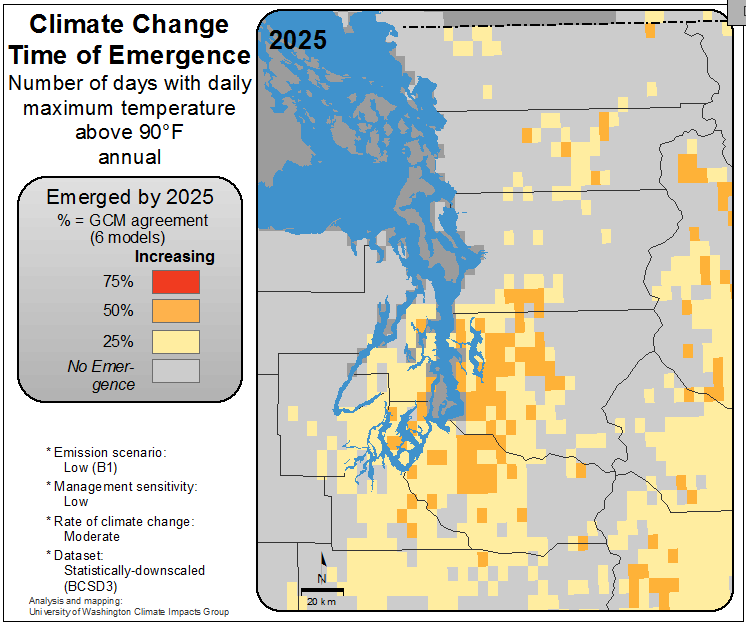 Climate Change
Time of Emergence
Number of days with daily
maximum temperature
above 90°F
annual
Emerged by 2025
% = GCM agreement
(6 models)
Increasing
75%
50%
25%
No Emer-
gence
* Emission scenario:
Low (B1)
* Management sensitivity:
Low
* Rate of climate change:
Moderate
* Dataset:
Statistically-downscaled
(BCSD3)
Analysis and mapping:
University of Washington Climate Impacts Group
2025
N
20 km